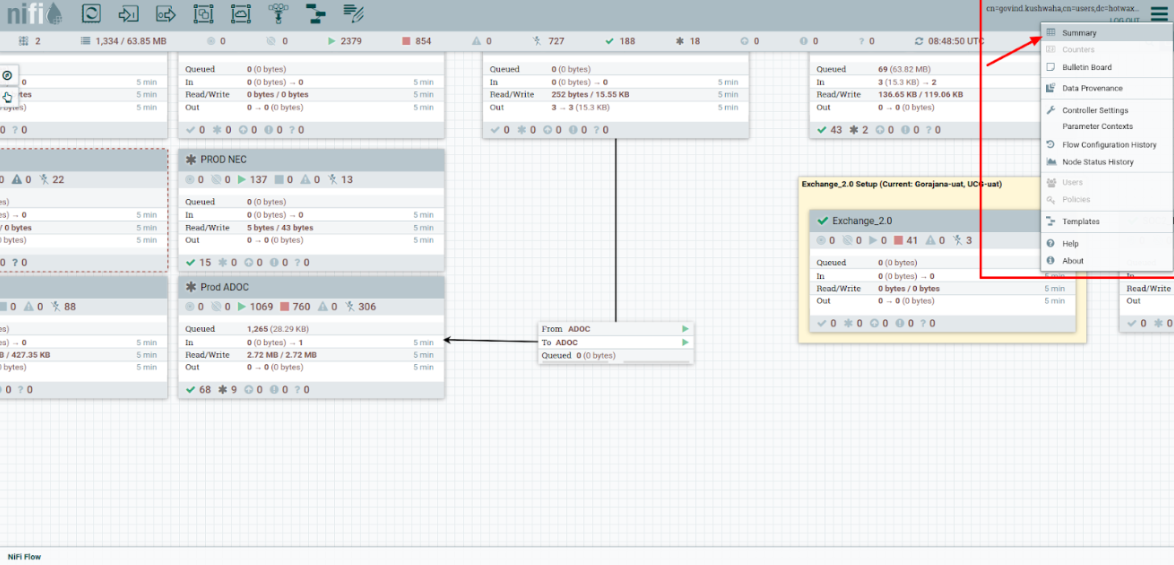 nifi
cn=govind.kushwaha,cn=users,dc=hotwax...
LOG OUT
2 1,334 / 63.85 MB 0 0 2379 854 0 727 188 18 0 0 ? 0 08:48:50 UTC
Summary
Counters
Bulletin Board
Data Provenance
Controller Settings
Parameter Contexts
Flow Configuration History
Node Status History
Users
Policies
Templates
Help
About
0 5 min
tes 5 min
bytes) 5 min
0 ? 0
Queued 0 (0 bytes)
In 0 (0 bytes) → 0 5 min
Read/Write 0 bytes / 0 bytes 5 min
Out 0 → 0 (0 bytes) 5 min
0 0 0 0 ? 0
Queued 0 (0 bytes)
In 3 (15.3 KB) → 0 5 min
Read/Write 252 bytes / 15.55 KB 5 min
Out 3 → 3 (15.3 KB) 5 min
0 0 0 0 ? 0
Queued 69 (63.82 MB)
In 3 (15.3 KB) → 2
Read/Write 136.65 KB / 119.06 KB
Out 0 → 0 (0 bytes)
43 2 0 0 ? 0
0 0 22
es)
s) → 0 5 min
/ 0 bytes 5 min
bytes) 5 min
0 ? 0
PROD NEC
0 0 137 0 0 13
Queued 0 (0 bytes)
In 0 (0 bytes) → 0 5 min
Read/Write 5 bytes / 43 bytes 5 min
Out 0 → 0 (0 bytes) 5 min
15 0 0 0 ? 0
0 0 88
es)
s) → 0 5 min
B / 427.35 KB 5 min
bytes) 5 min
0 ? 0
Prod ADOC
0 0 1069 760 0 306
Queued 1,265 (28.29 KB)
In 0 (0 bytes) → 1 5 min
Read/Write 2.72 MB / 2.72 MB 5 min
Out 0 → 0 (0 bytes) 5 min
68 9 0 0 ? 0
From ADOC
To ADOC
Queued 0 (0 bytes)
Exchange_2.0 Setup (Current: Gorajana-uat, UCG-uat)
Exchange_2.0
0 0 0 41 0 3
Queued 0 (0 bytes)
In 0 (0 bytes) → 0 5 min
Read/Write 0 bytes / 0 bytes 5 min
Out 0 → 0 (0 bytes) 5 min
0 0 0 0 ? 0
In
Read/Write
Out
0 0
NiFi Flow